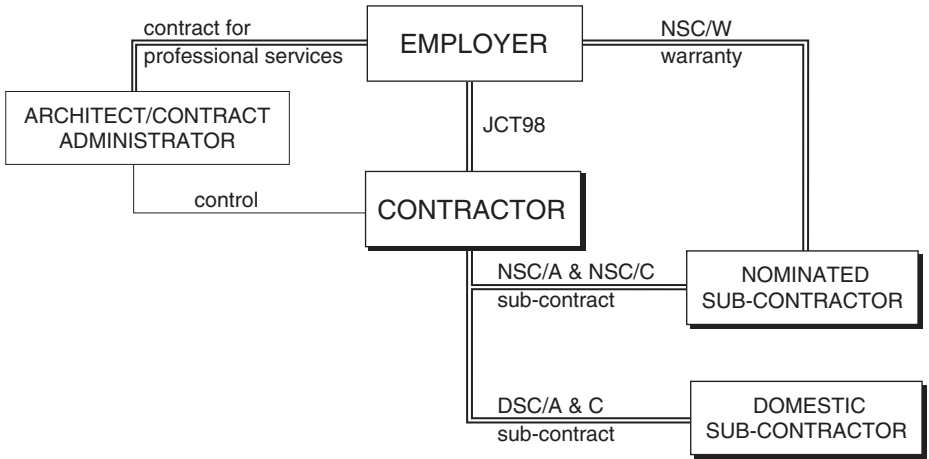 contract for
professional services
EMPLOYER
NSC/W
warranty
ARCHITECT/CONTRACT
ADMINISTRATOR
JCT98
control
CONTRACTOR
NSC/A & NSC/C
sub-contract
NOMINATED
SUB-CONTRACTOR
DSC/A & C
sub-contract
DOMESTIC
SUB-CONTRACTOR